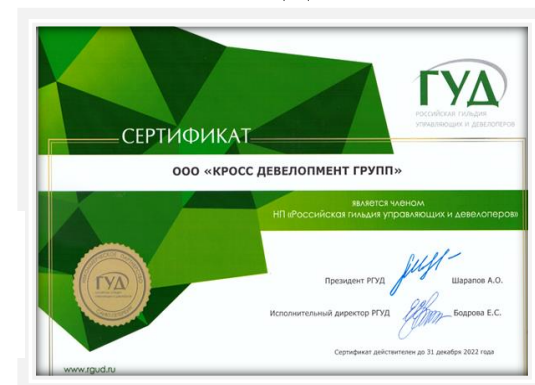 ГУД
РОССИЙСКАЯ ГИЛЬДИЯ
УПРАВЛЯЮЩИХ И ДЕВЕЛОПЕРОВ
СЕРТИФИКАТ
ООО «КРОСС ДЕВЕЛОПМЕНТ ГРУПП»
является членом
НП «Российская гильдия управляющих и девелоперов»
ГУД
Президент РГУД Шарапов А.О.
Исполнительный директор РГУД Бодрова Е.С.
Сертификат действителен до 31 декабря 2022 года
www.rgud.ru